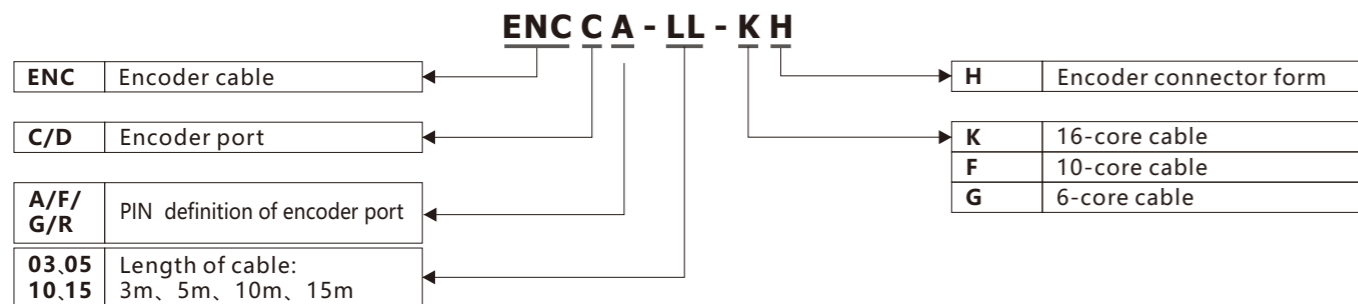 ENC C A - LL - K H
ENC Encoder cable
C/D Encoder port
A/F/
G/R PIN definition of encoder port
03、05 Length of cable:
10、15 3m、5m、10m、15m
H Encoder connector form
K 16-core cable
F 10-core cable
G 6-core cable